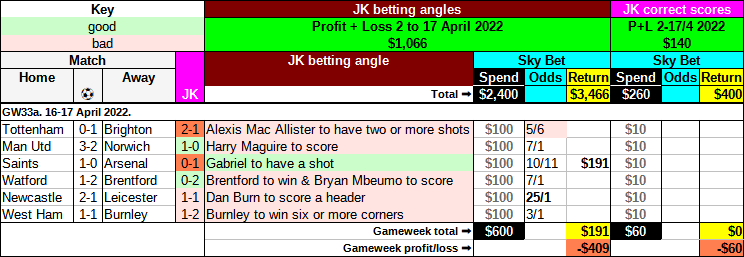 Key JK betting angles JK correct scores
good Profit + Loss 2 to 17 April 2022 P+L 2-17/4 2022
bad $1,066 $140
Match JK betting angle Sky Bet Sky Bet
Home Away JK Spend Odds Return Spend Odds Return
Total ➡ $2,400 $3,466 $260 $400
GW33a. 16-17 April 2022.
Tottenham 0-1 Brighton 2-1 Alexis Mac Allister to have two or more shots $100 5/6 $10
Man Utd 3-2 Norwich 1-0 Harry Maguire to score $100 7/1 $10
Saints 1-0 Arsenal 0-1 Gabriel to have a shot $100 10/11 $191 $10
Watford 1-2 Brentford 0-2 Brentford to win & Bryan Mbeumo to score $100 7/1 $10
Newcastle 2-1 Leicester 1-1 Dan Burn to score a header $100 25/1 $10
West Ham 1-1 Burnley 1-2 Burnley to win six or more corners $100 3/1 $10
Gameweek total ➡ $600 $191 $60 $0
Gameweek profit/loss ➡ -$409 -$60